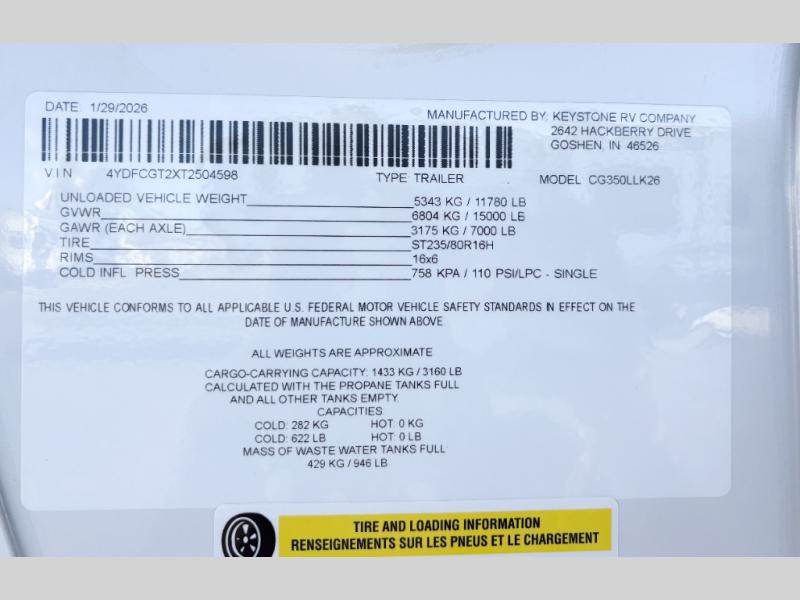 DATE: 1/29/2026
MANUFACTURED BY: KEYSTONE RV COMPANY
2642 HACKBERRY DRIVE
GOSHEN, IN 46526
V.I.N 4YDFCGT2XT2504598 TYPE TRAILER MODEL CG350LLK26
UNLOADED VEHICLE WEIGHT 5343 KG / 11780 LB
GVWR 6804 KG / 15000 LB
GAWR (EACH AXLE) 3175 KG / 7000 LB
TIRE ST235/80R16H
RIMS 16x6
COLD INFL PRESS 758 KPA / 110 PSI/LPC - SINGLE
THIS VEHICLE CONFORMS TO ALL APPLICABLE U.S. FEDERAL MOTOR VEHICLE SAFETY STANDARDS IN EFFECT ON THE
DATE OF MANUFACTURE SHOWN ABOVE
ALL WEIGHTS ARE APPROXIMATE
CARGO-CARRYING CAPACITY: 1433 KG / 3160 LB
CALCULATED WITH THE PROPANE TANKS FULL
AND ALL OTHER TANKS EMPTY.
CAPACITIES
COLD: 282 KG HOT: 0 KG
COLD: 622 LB HOT: 0 LB
MASS OF WASTE WATER TANKS FULL
429 KG / 946 LB
TIRE AND LOADING INFORMATION
RENSEIGNEMENTS SUR LES PNEUS ET LE CHARGEMENT